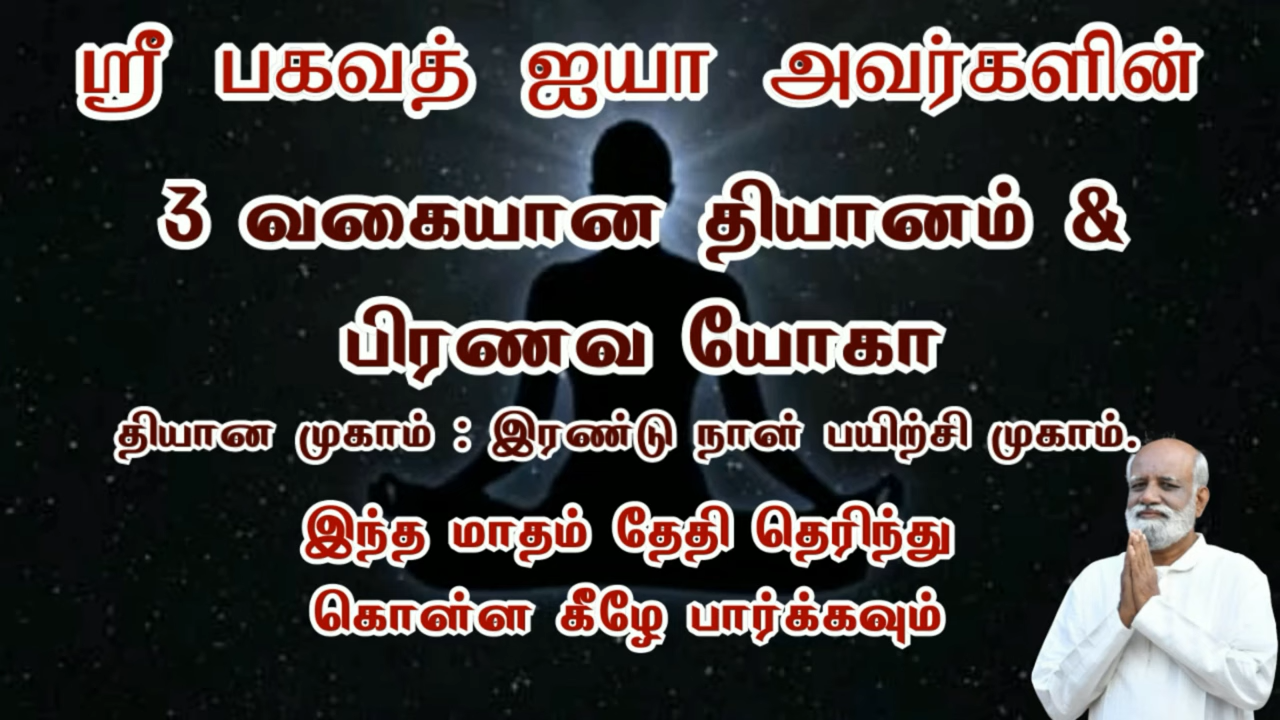 ஸ்ரீ பகவத் ஐயா அவர்களின்
3 வகையான தியானம் &
பிரணவ யோகா
தியான முகாம் : இரண்டு நாள் பயிற்சி முகாம்.
இந்த மாதம் தேதி தெரிந்து
கொள்ள கீழே பார்க்கவும்